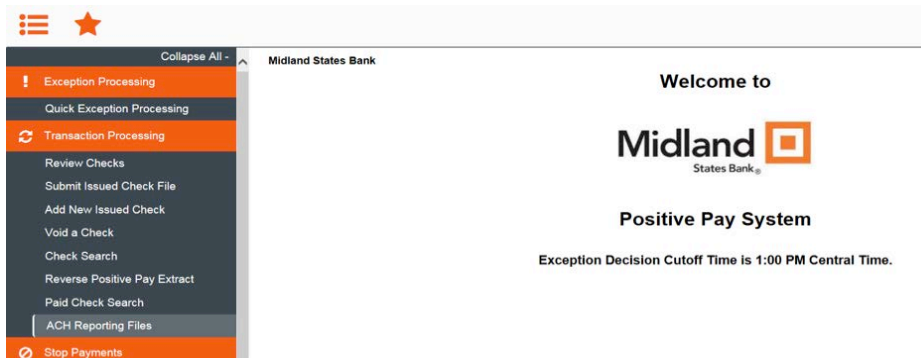 Collapse All -
Exception Processing
Quick Exception Processing
Transaction Processing
Review Checks
Submit Issued Check File
Add New Issued Check
Void a Check
Check Search
Reverse Positive Pay Extract
Paid Check Search
ACH Reporting Files
Stop Payments
Midland States Bank
Welcome to
Midland
States Bank®
Positive Pay System
Exception Decision Cutoff Time is 1:00 PM Central Time.